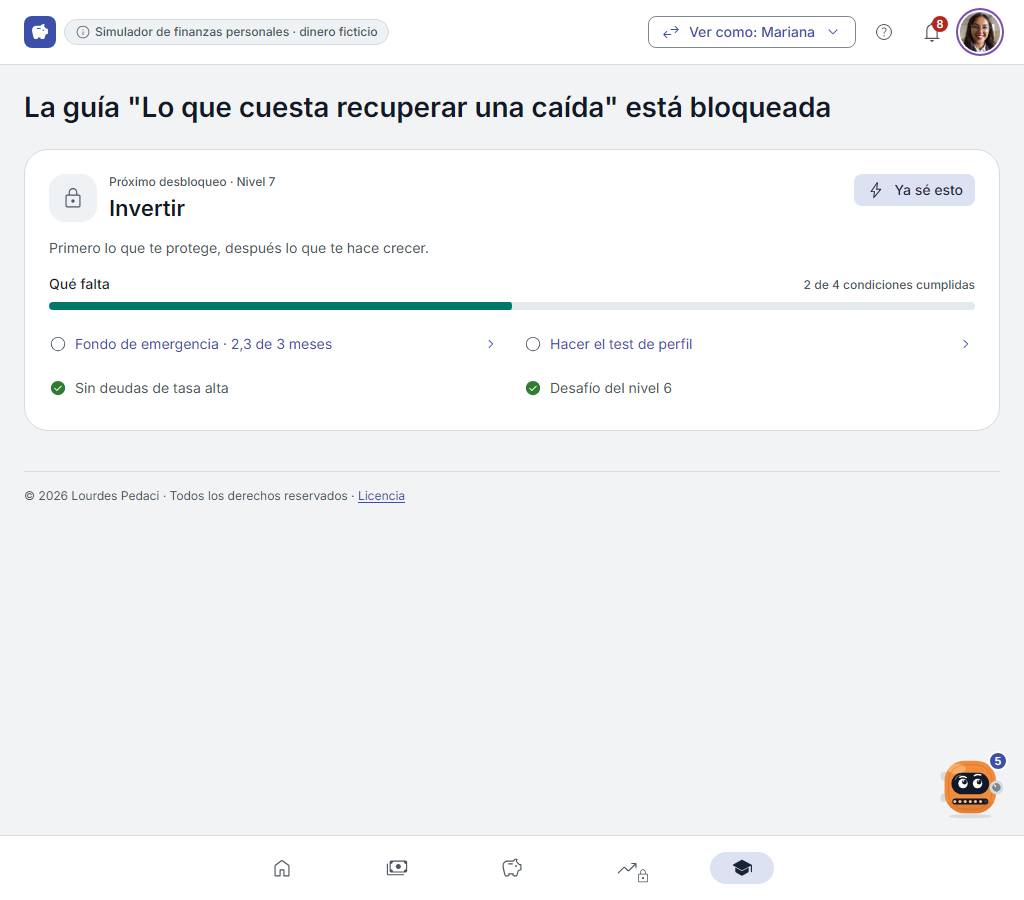 Simulador de finanzas personales · dinero ficticio
Ver como: Mariana
8
La guía "Lo que cuesta recuperar una caída" está bloqueada
Próximo desbloqueo · Nivel 7
Invertir
Ya sé esto
Primero lo que te protege, después lo que te hace crecer.
Qué falta
2 de 4 condiciones cumplidas
Fondo de emergencia · 2,3 de 3 meses
Hacer el test de perfil
Sin deudas de tasa alta
Desafío del nivel 6
© 2026 Lourdes Pedaci · Todos los derechos reservados · Licencia
5